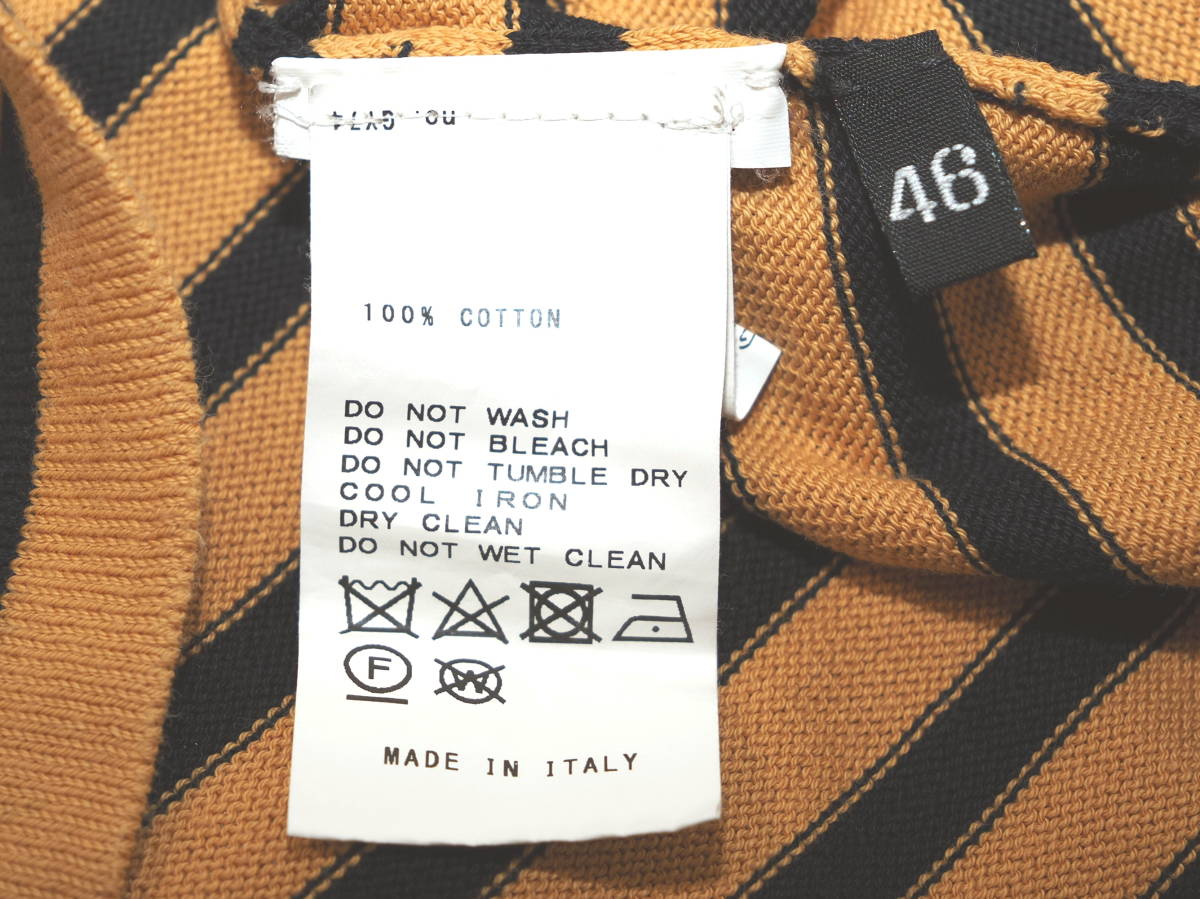 46
100% COTTON
DO NOT WASH
DO NOT BLEACH
DO NOT TUMBLE DRY
COOL IRON
DRY CLEAN
DO NOT WET CLEAN
F
W
MADE IN ITALY